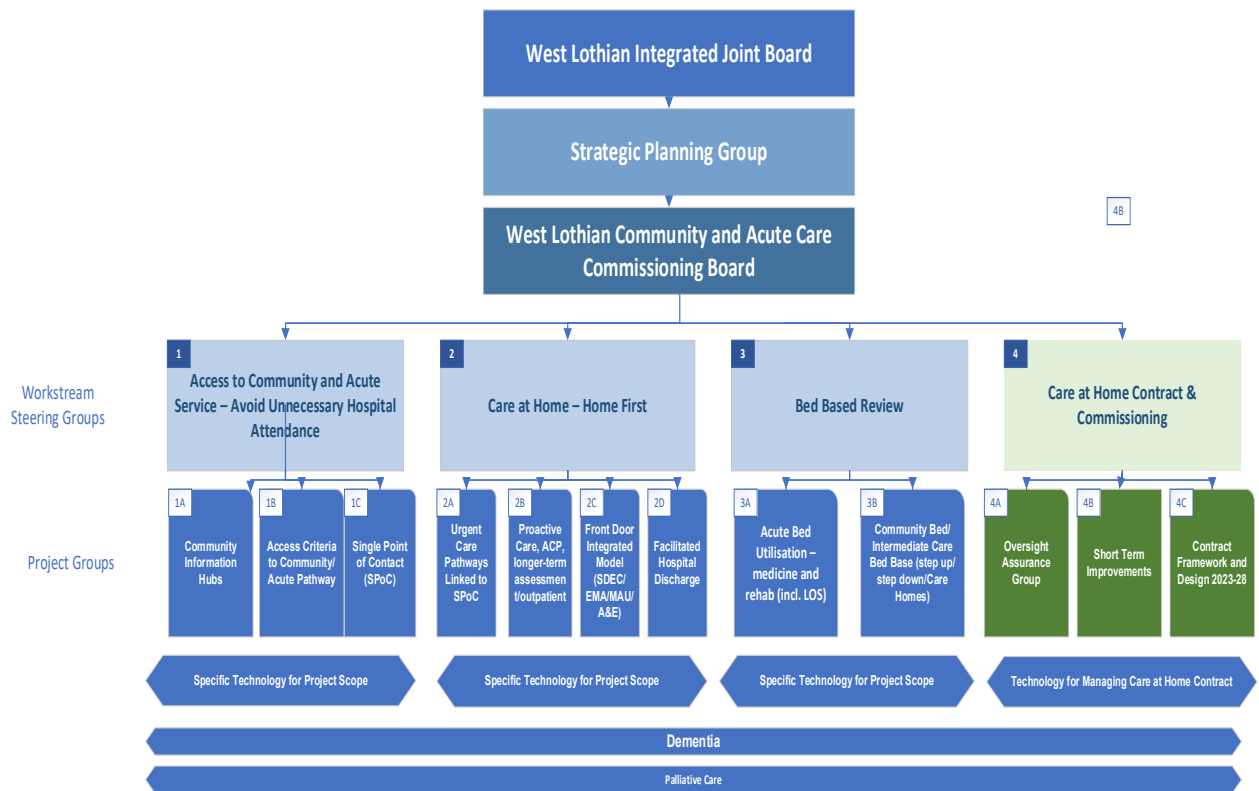 West Lothian Integrated Joint Board
Strategic Planning Group
4B
West Lothian Community and Acute Care
Commissioning Board
Workstream
Steering Groups
1
Access to Community and Acute
Service – Avoid Unnecessary Hospital
Attendance
2
Care at Home – Home First
3
Bed Based Review
4
Care at Home Contract &
Commissioning
Project Groups
1A
Community
Information
Hubs
1B
Access Criteria
to Community/
Acute Pathway
1C
Single Point
of Contact
(SPoC)
2A
Urgent
Care
Pathways
Linked to
SPoC
2B
Proactive
Care, ACP,
longer-term
assessmen
t/outpatient
2C
Front Door
Integrated
Model
(SDEC/
EMA/MAU/
A&E)
2D
Facilitated
Hospital
Discharge
3A
Acute Bed
Utilisation –
medicine and
rehab (incl. LOS)
3B
Community Bed/
Intermediate Care
Bed Base (step up/
step down/Care
Homes)
4A
Oversight
Assurance
Group
4B
Short Term
Improvements
4C
Contract
Framework and
Design 2023-28
Specific Technology for Project Scope
Specific Technology for Project Scope
Specific Technology for Project Scope
Technology for Managing Care at Home Contract
Dementia
Palliative Care